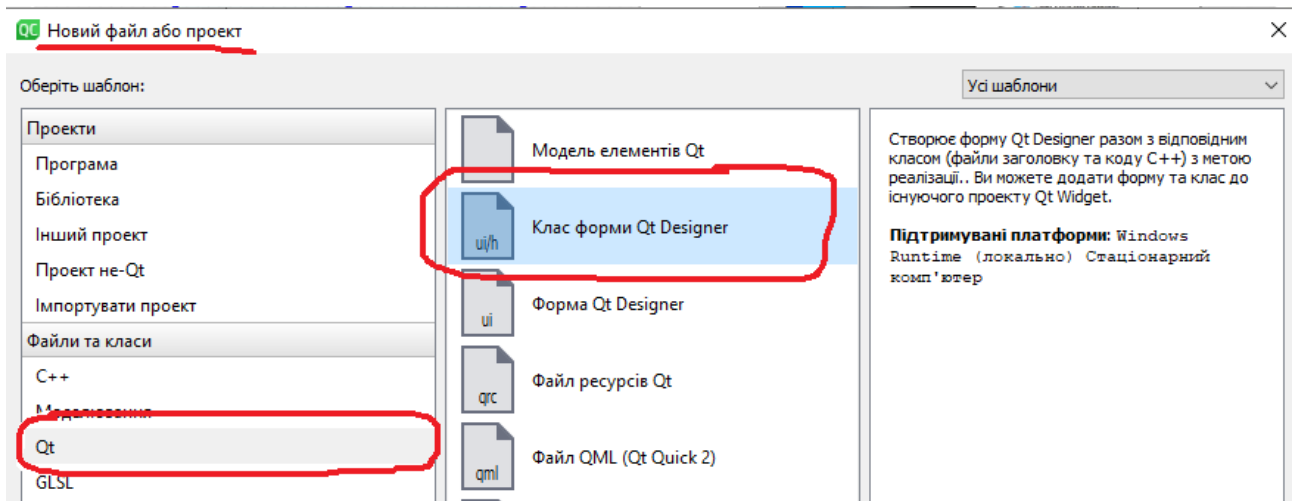 QC Новий файл або проект
Оберіть шаблон:
Усі шаблони
Проекти
Програма
Бібліотека
Інший проект
Проект не-Qt
Імпортувати проект
Файли та класи
C++
Моделювання
Qt
GLSL
Модель елементів Qt
ui/h
Клас форми Qt Designer
ui
Форма Qt Designer
qrc
Файл ресурсів Qt
qml
Файл QML (Qt Quick 2)
Створює форму Qt Designer разом з відповідним
класом (файли заголовку та коду C++) з метою
реалізації.. Ви можете додати форму та клас до
існуючого проекту Qt Widget.
Підтримувані платформи: Windows
Runtime (локально) Стаціонарний
комп'ютер